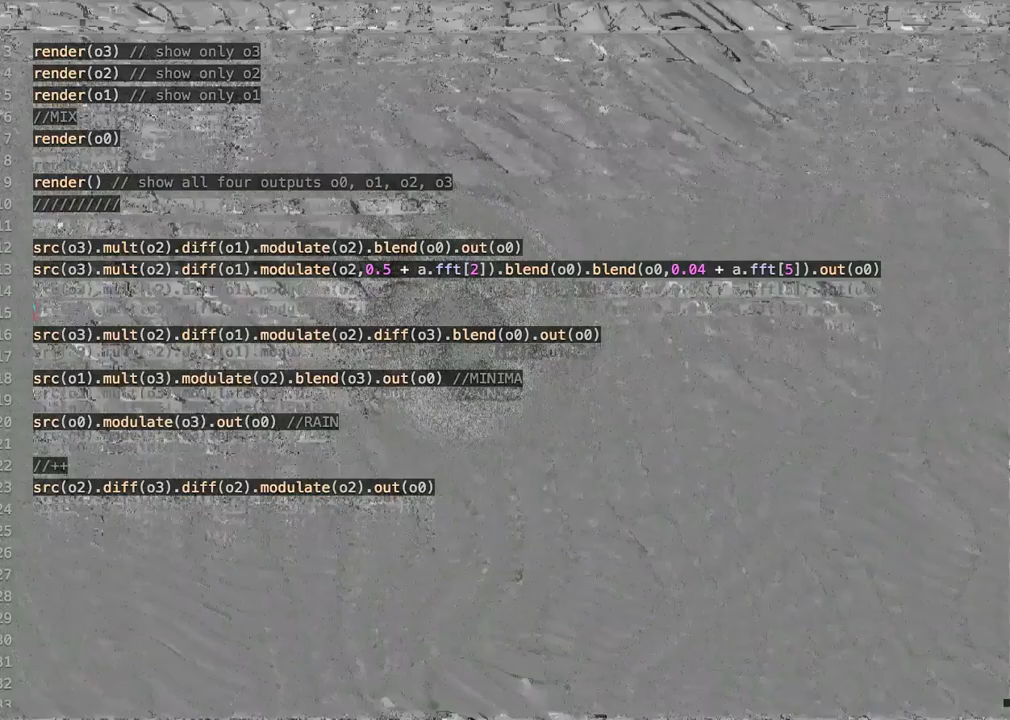 2
3 render(o3) // show only o3
4 render(o2) // show only o2
5 render(o1) // show only o1
6 //MIX
7 render(o0)
8
9 render() // show all four outputs o0, o1, o2, o3
10 //////////
11
12 src(o3).mult(o2).diff(o1).modulate(o2).blend(o0).out(o0)
13 src(o3).mult(o2).diff(o1).modulate(o2,0.5 + a.fft[2]).blend(o0).blend(o0,0.04 + a.fft[5]).out(o0)
14
15
16 src(o3).mult(o2).diff(o1).modulate(o2).diff(o3).blend(o0).out(o0)
17
18 src(o1).mult(o3).modulate(o2).blend(o3).out(o0) //MINIMA
19
20 src(o0).modulate(o3).out(o0) //RAIN
21
22 //++
23 src(o2).diff(o3).diff(o2).modulate(o2).out(o0)
24
25
26
27
28
29
30
31
32
33